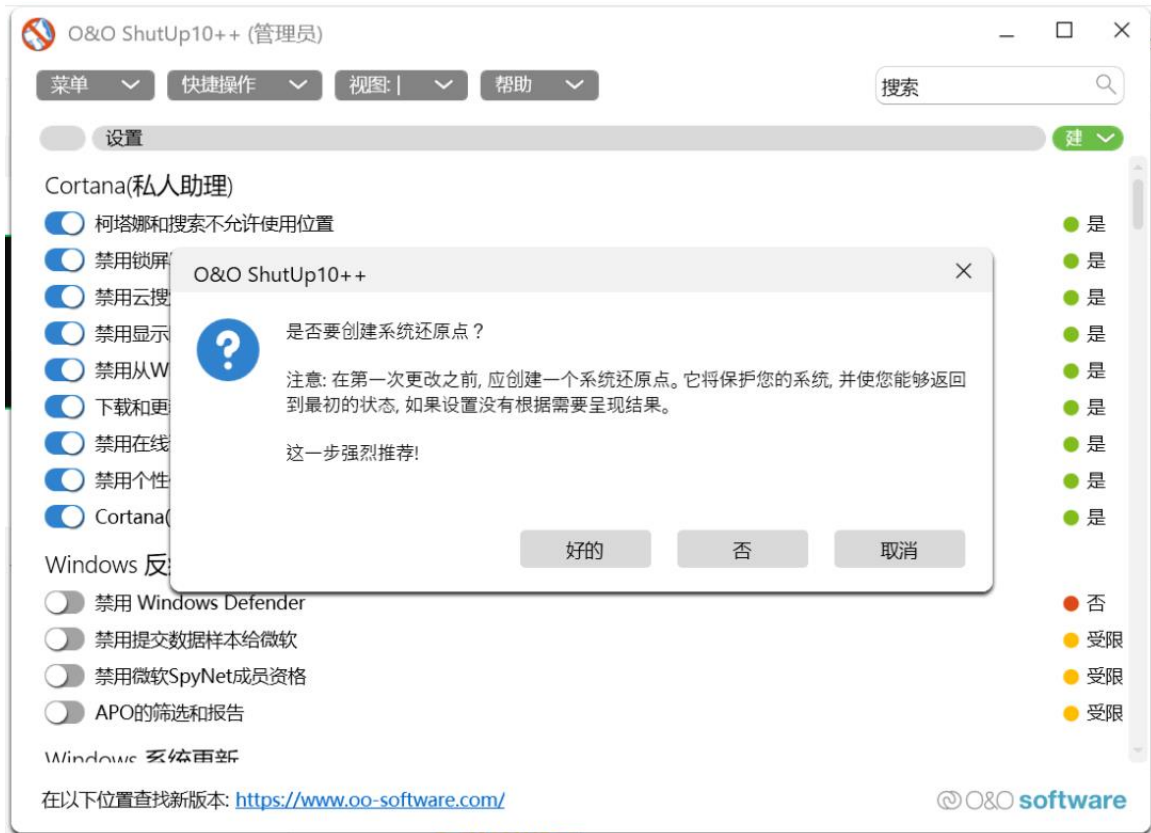 O&O ShutUp10++ (管理员)
菜单 快捷操作 视图: | 帮助 搜索
设置 建
Cortana(私人助理)
柯塔娜和搜索不允许使用位置 是
禁用锁屏 是
禁用云搜 是
禁用显示 是
禁用从W 是
下载和更 是
禁用在线 是
禁用个性 是
Cortana( 是
O&O ShutUp10++
是否要创建系统还原点？
注意: 在第一次更改之前, 应创建一个系统还原点。它将保护您的系统, 并使您能够返回
到最初的状态, 如果设置没有根据需要呈现结果。
这一步强烈推荐!
好的 否 取消
Windows 反
禁用 Windows Defender 否
禁用提交数据样本给微软 受限
禁用微软SpyNet成员资格 受限
APO的筛选和报告 受限
Windows 系统更新
在以下位置查找新版本: https://www.oo-software.com/
O&O software